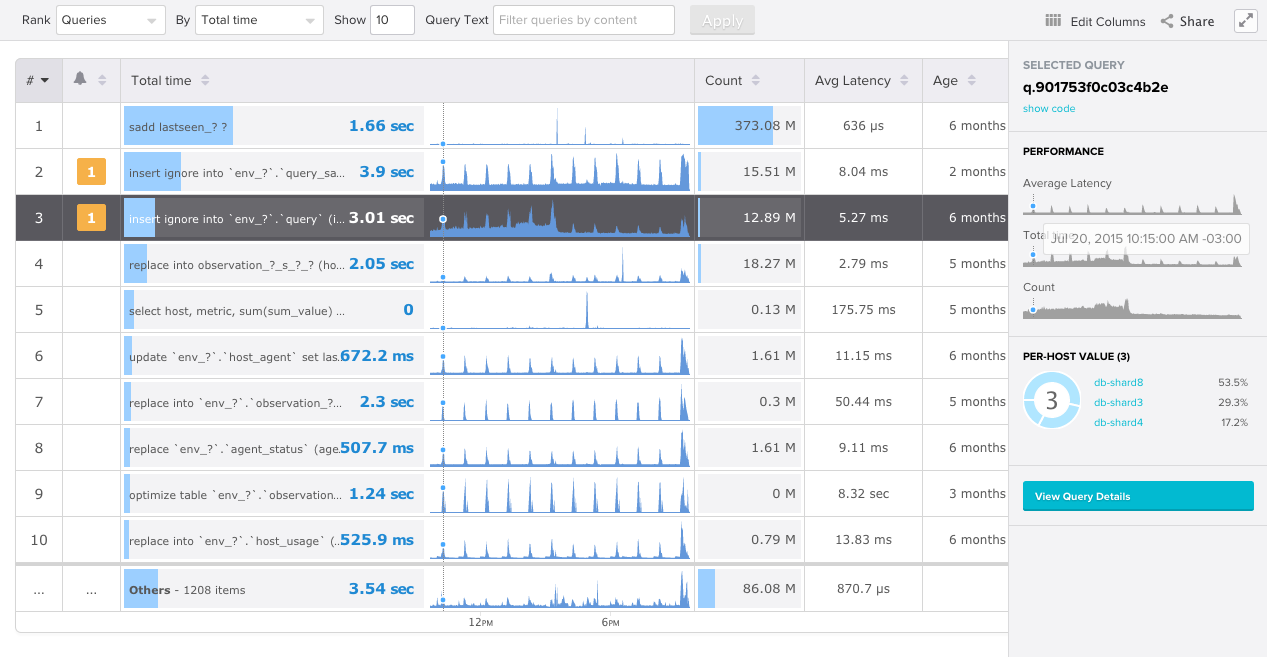 Rank Queries By Total time Show 10 Query Text Filter queries by content Apply Edit Columns Share
# Total time Count Avg Latency Age
1 sadd lastseen_? ? 1.66 sec 373.08 M 636 µs 6 months
2 1 insert ignore into `env_?`.`query_sa... 3.9 sec 15.51 M 8.04 ms 2 months
3 1 insert ignore into `env_?`.`query` (i... 3.01 sec 12.89 M 5.27 ms 6 months
4 replace into observation_?_s_?_? (ho... 2.05 sec 18.27 M 2.79 ms 5 months
5 select host, metric, sum(sum_value) ... 0 0.13 M 175.75 ms 5 months
6 update `env_?`.`host_agent` set las... 672.2 ms 1.61 M 11.15 ms 6 months
7 replace into `env_?`.`observation_?... 2.3 sec 0.3 M 50.44 ms 5 months
8 replace `env_?`.`agent_status` (age... 507.7 ms 1.61 M 9.11 ms 6 months
9 optimize table `env_?`.`observation... 1.24 sec 0 M 8.32 sec 3 months
10 replace into `env_?`.`host_usage` (... 525.9 ms 0.79 M 13.83 ms 6 months
... ... Others - 1208 items 3.54 sec 86.08 M 870.7 µs
12PM 6PM
SELECTED QUERY
q.901753f0c03c4b2e
show code
PERFORMANCE
Average Latency
Total time
Jul 20, 2015 10:15:00 AM -03:00
Count
PER-HOST VALUE (3)
3
db-shard8 53.5%
db-shard3 29.3%
db-shard4 17.2%
View Query Details